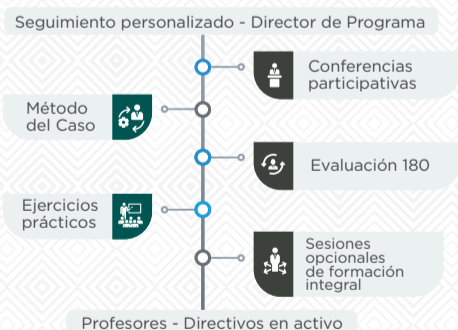 Seguimiento personalizado - Director de Programa
Conferencias
participativas
Método
del Caso
Evaluación 180
Ejercicios
prácticos
Sesiones
opcionales
de formación
integral
Profesores - Directivos en activo